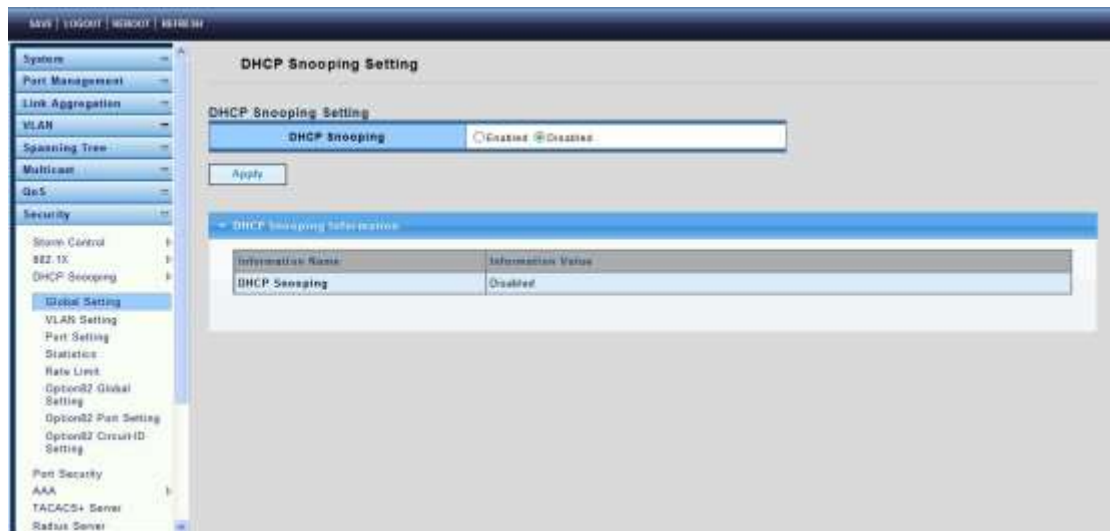 SAVE | LOGOUT | REBOOT | REFRESH
System
Port Management
Link Aggregation
VLAN
Spanning Tree
Multicast
QoS
Security
Storm Control
802.1X
DHCP Snooping
Global Setting
VLAN Setting
Port Setting
Statistics
Rate Limit
Option82 Global
Setting
Option82 Port Setting
Option82 Circuit-ID
Setting
Port Security
AAA
TACACS+ Server
Radius Server
DHCP Snooping Setting
DHCP Snooping Setting
DHCP Snooping
Enabled Disabled
Apply
DHCP Snooping Information
Information Name
Information Value
DHCP Snooping
Disabled